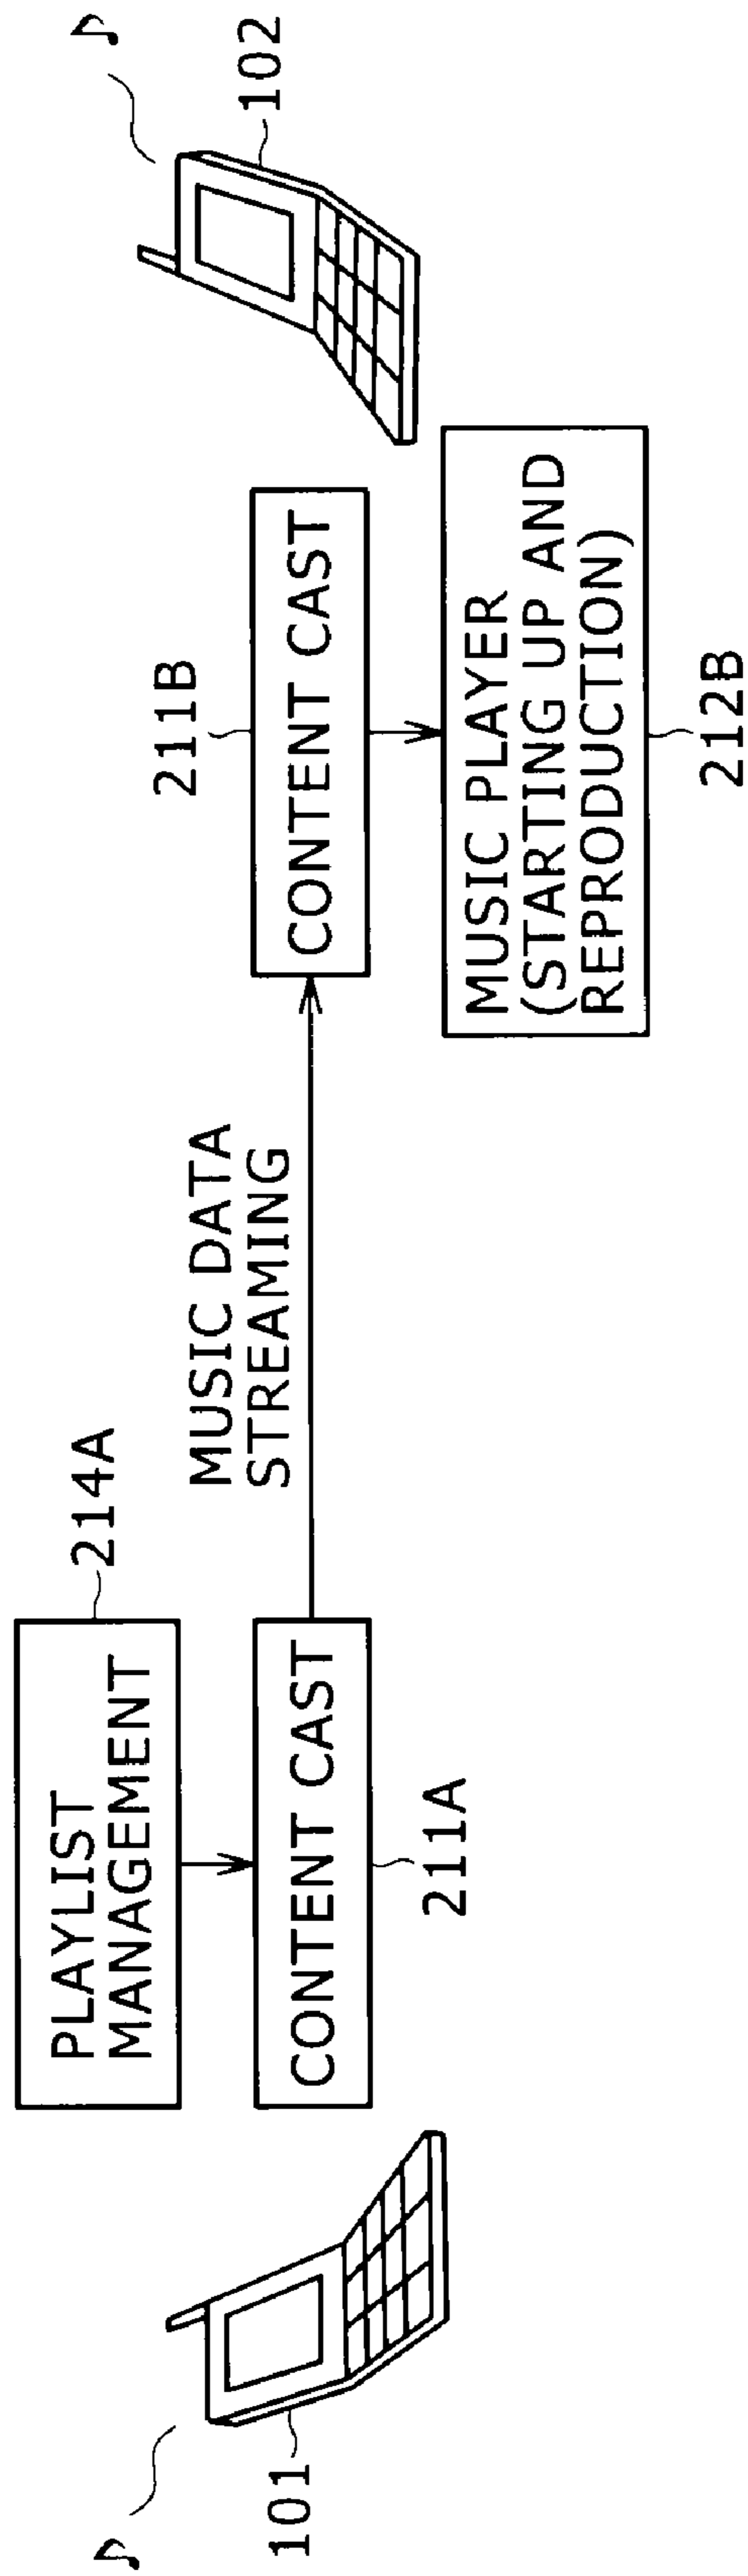 101
PLAYLIST
MANAGEMENT
214A
CONTENT CAST
211A
MUSIC DATA
STREAMING
211B
CONTENT CAST
MUSIC PLAYER
(STARTING UP AND
REPRODUCTION)
212B
102